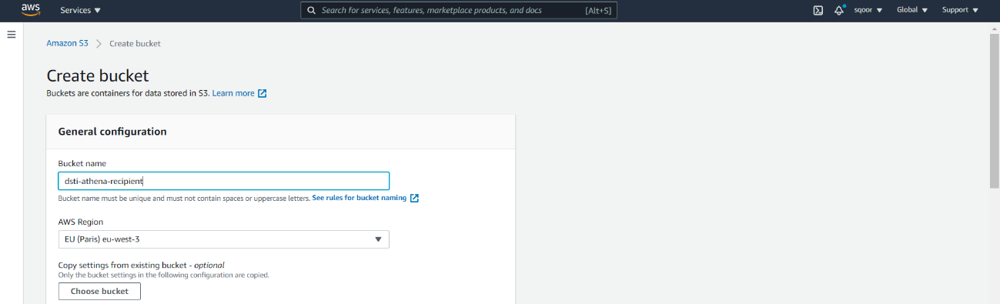 aws Services Search for services, features, marketplace products, and docs [Alt+S] sqoor Global Support
Amazon S3 Create bucket
Create bucket
Buckets are containers for data stored in S3. Learn more
General configuration
Bucket name
dsti-athena-recipient
Bucket name must be unique and must not contain spaces or uppercase letters. See rules for bucket naming
AWS Region
EU (Paris) eu-west-3
Copy settings from existing bucket - optional
Only the bucket settings in the following configuration are copied.
Choose bucket